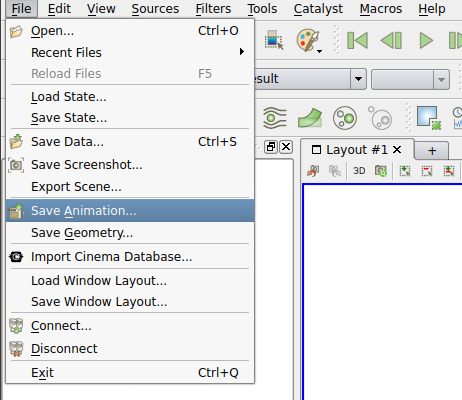 File Edit View Sources Filters Tools Catalyst Macros Help
Open... Ctrl+O
Recent Files
Reload Files F5
Load State...
Save State...
Save Data... Ctrl+S
Save Screenshot...
Export Scene...
Save Animation...
Save Geometry...
Import Cinema Database...
Load Window Layout...
Save Window Layout...
Connect...
Disconnect
Exit Ctrl+Q
esult
Layout #1 +
3D